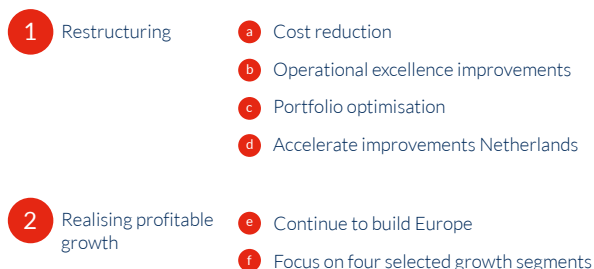 1 Restructuring
a Cost reduction
b Operational excellence improvements
c Portfolio optimisation
d Accelerate improvements Netherlands
2 Realising profitable
growth
e Continue to build Europe
f Focus on four selected growth segments